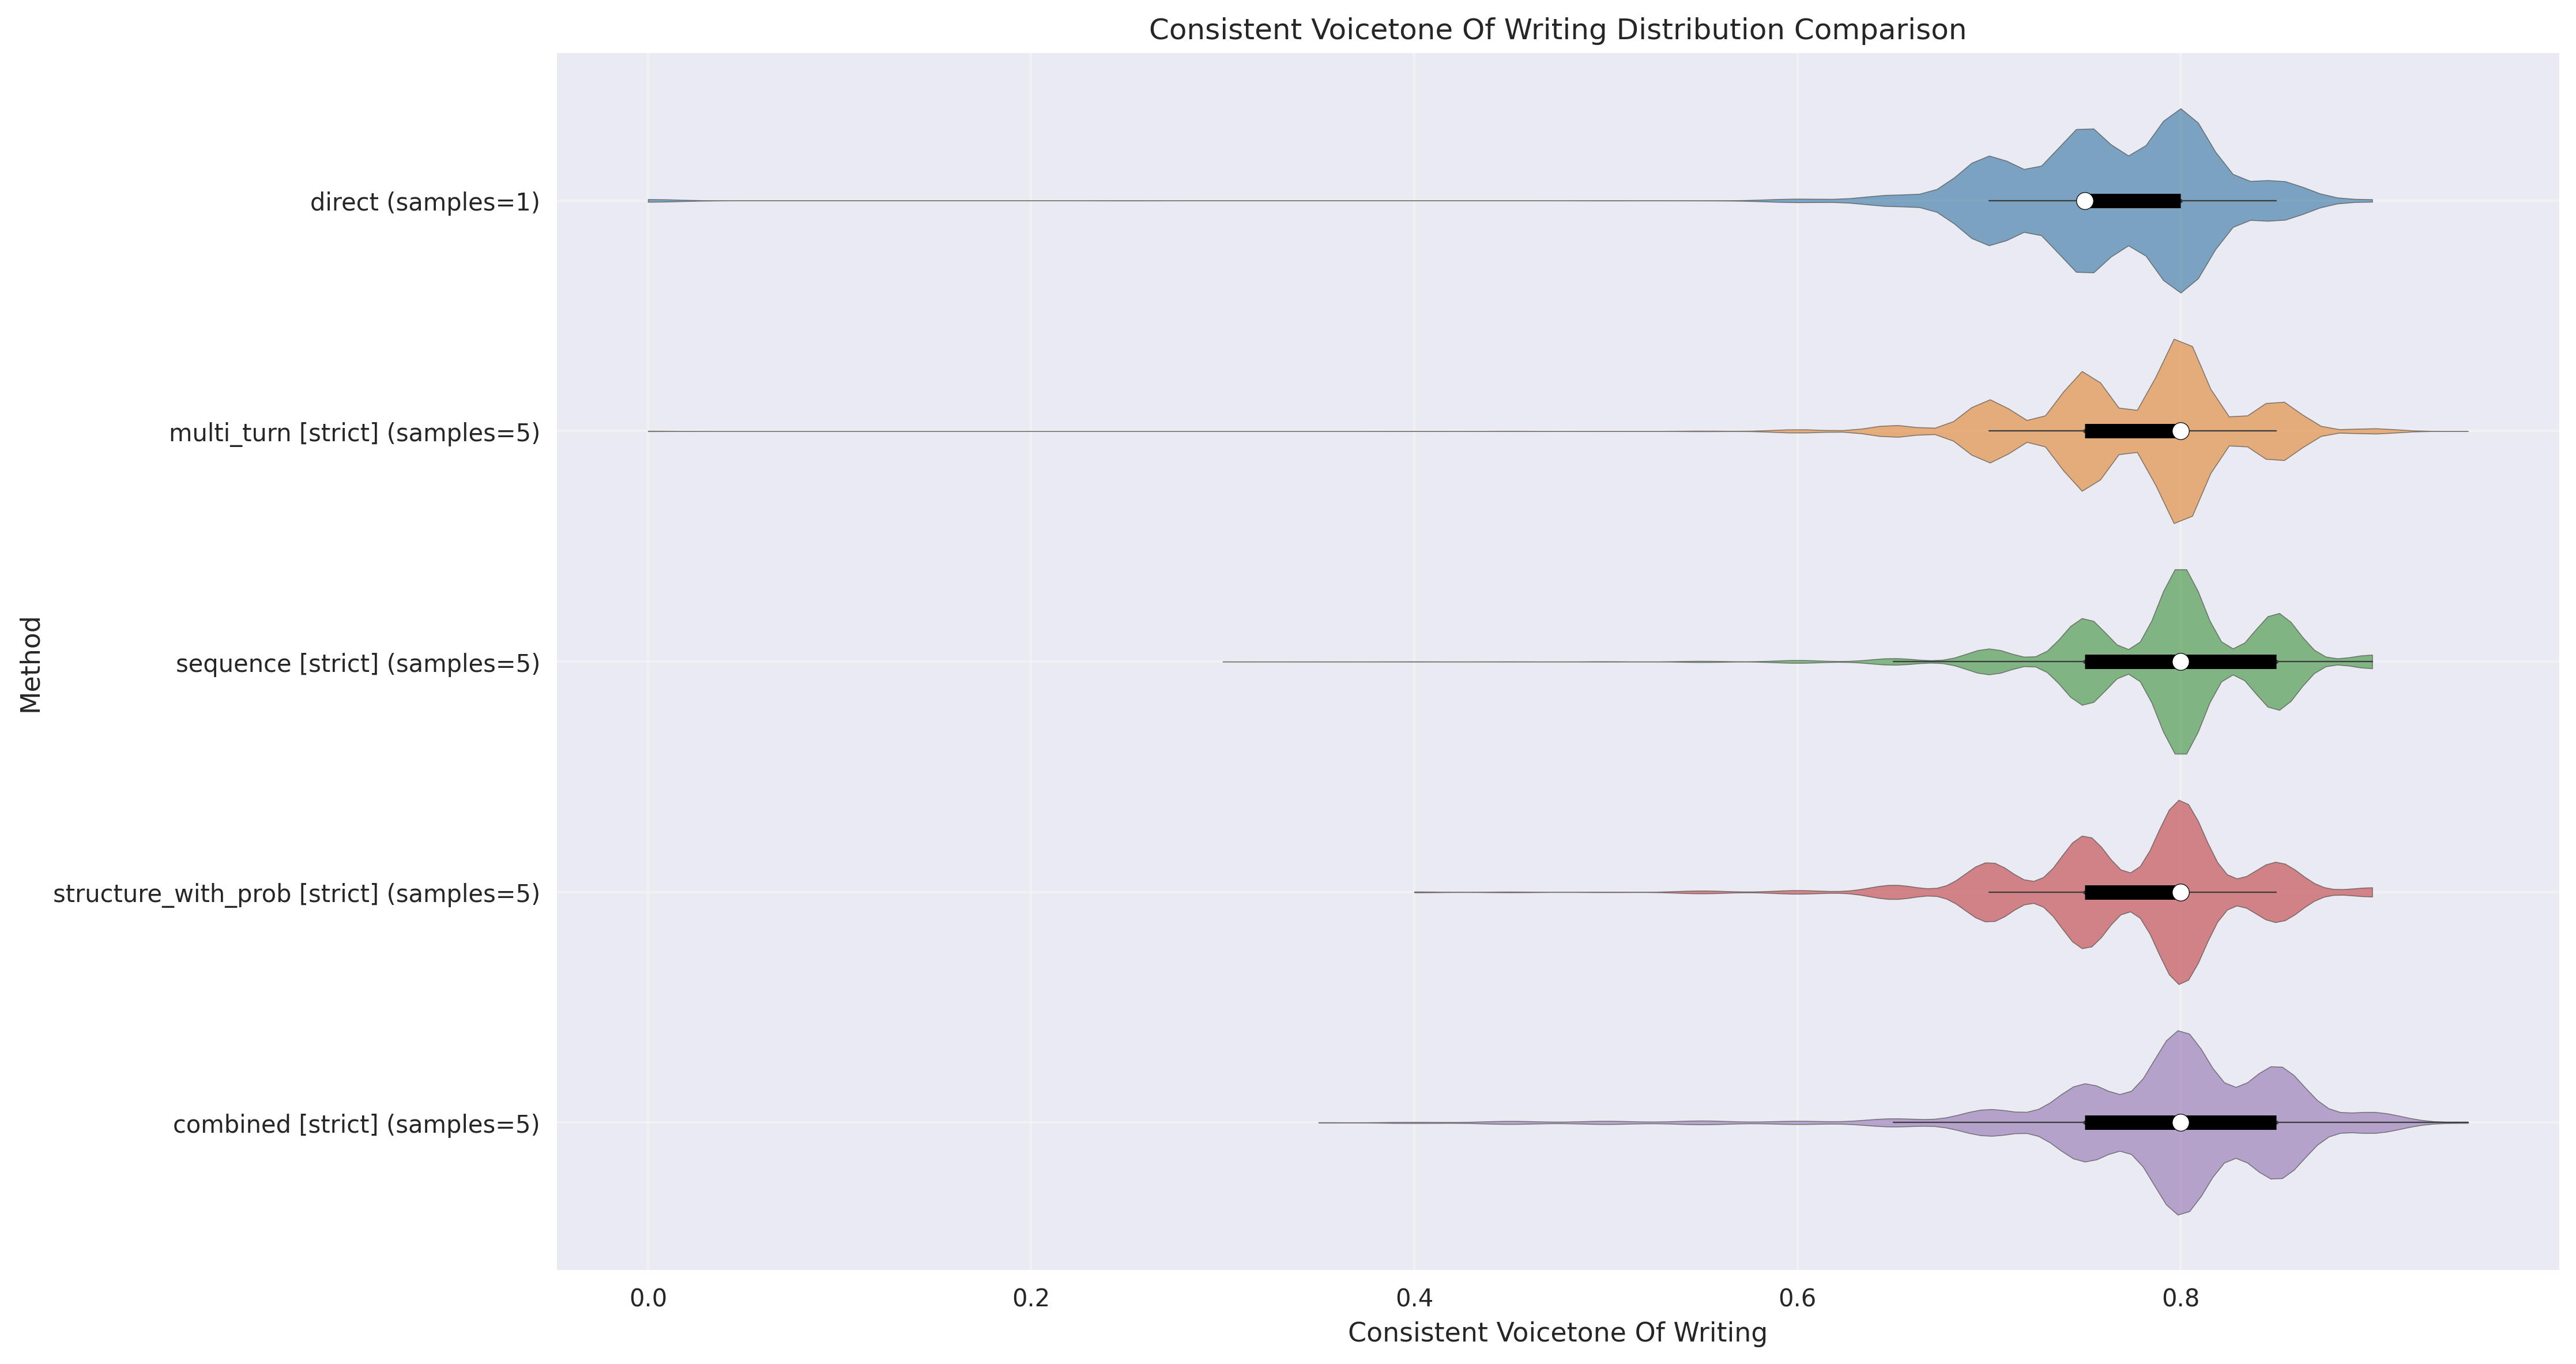 Consistent Voicetone Of Writing Distribution Comparison
direct (samples=1)
multi_turn [strict] (samples=5)
sequence [strict] (samples=5)
structure_with_prob [strict] (samples=5)
combined [strict] (samples=5)
Method
0.0 0.2 0.4 0.6 0.8
Consistent Voicetone Of Writing